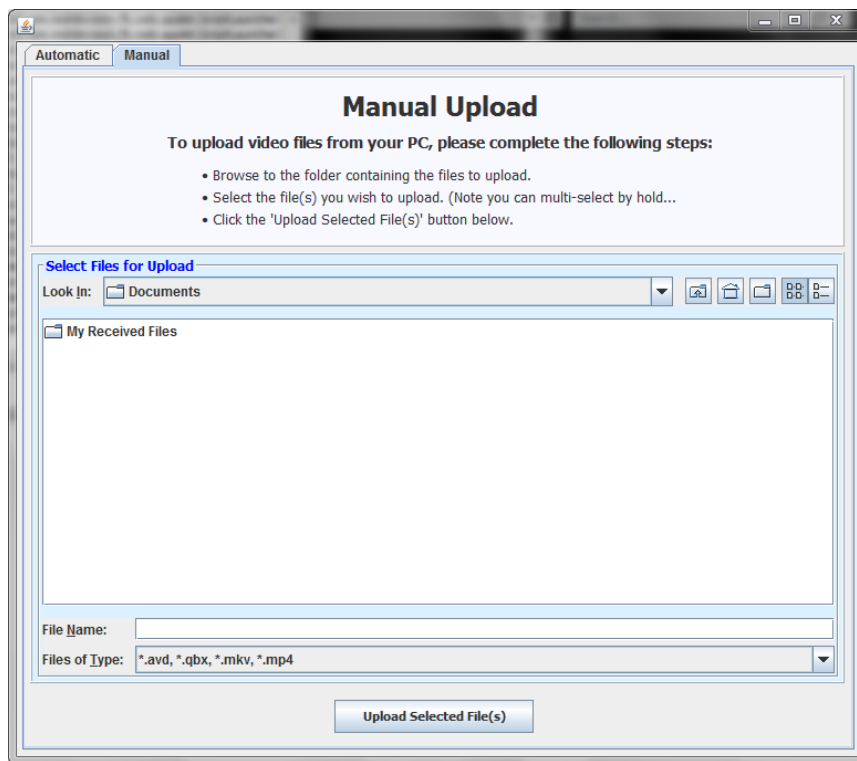 Automatic Manual
Manual Upload
To upload video files from your PC, please complete the following steps:
• Browse to the folder containing the files to upload.
• Select the file(s) you wish to upload. (Note you can multi-select by hold...
• Click the 'Upload Selected File(s)' button below.
Select Files for Upload
Look In: Documents
My Received Files
File Name:
Files of Type: *.avd, *.qbx, *.mkv, *.mp4
Upload Selected File(s)